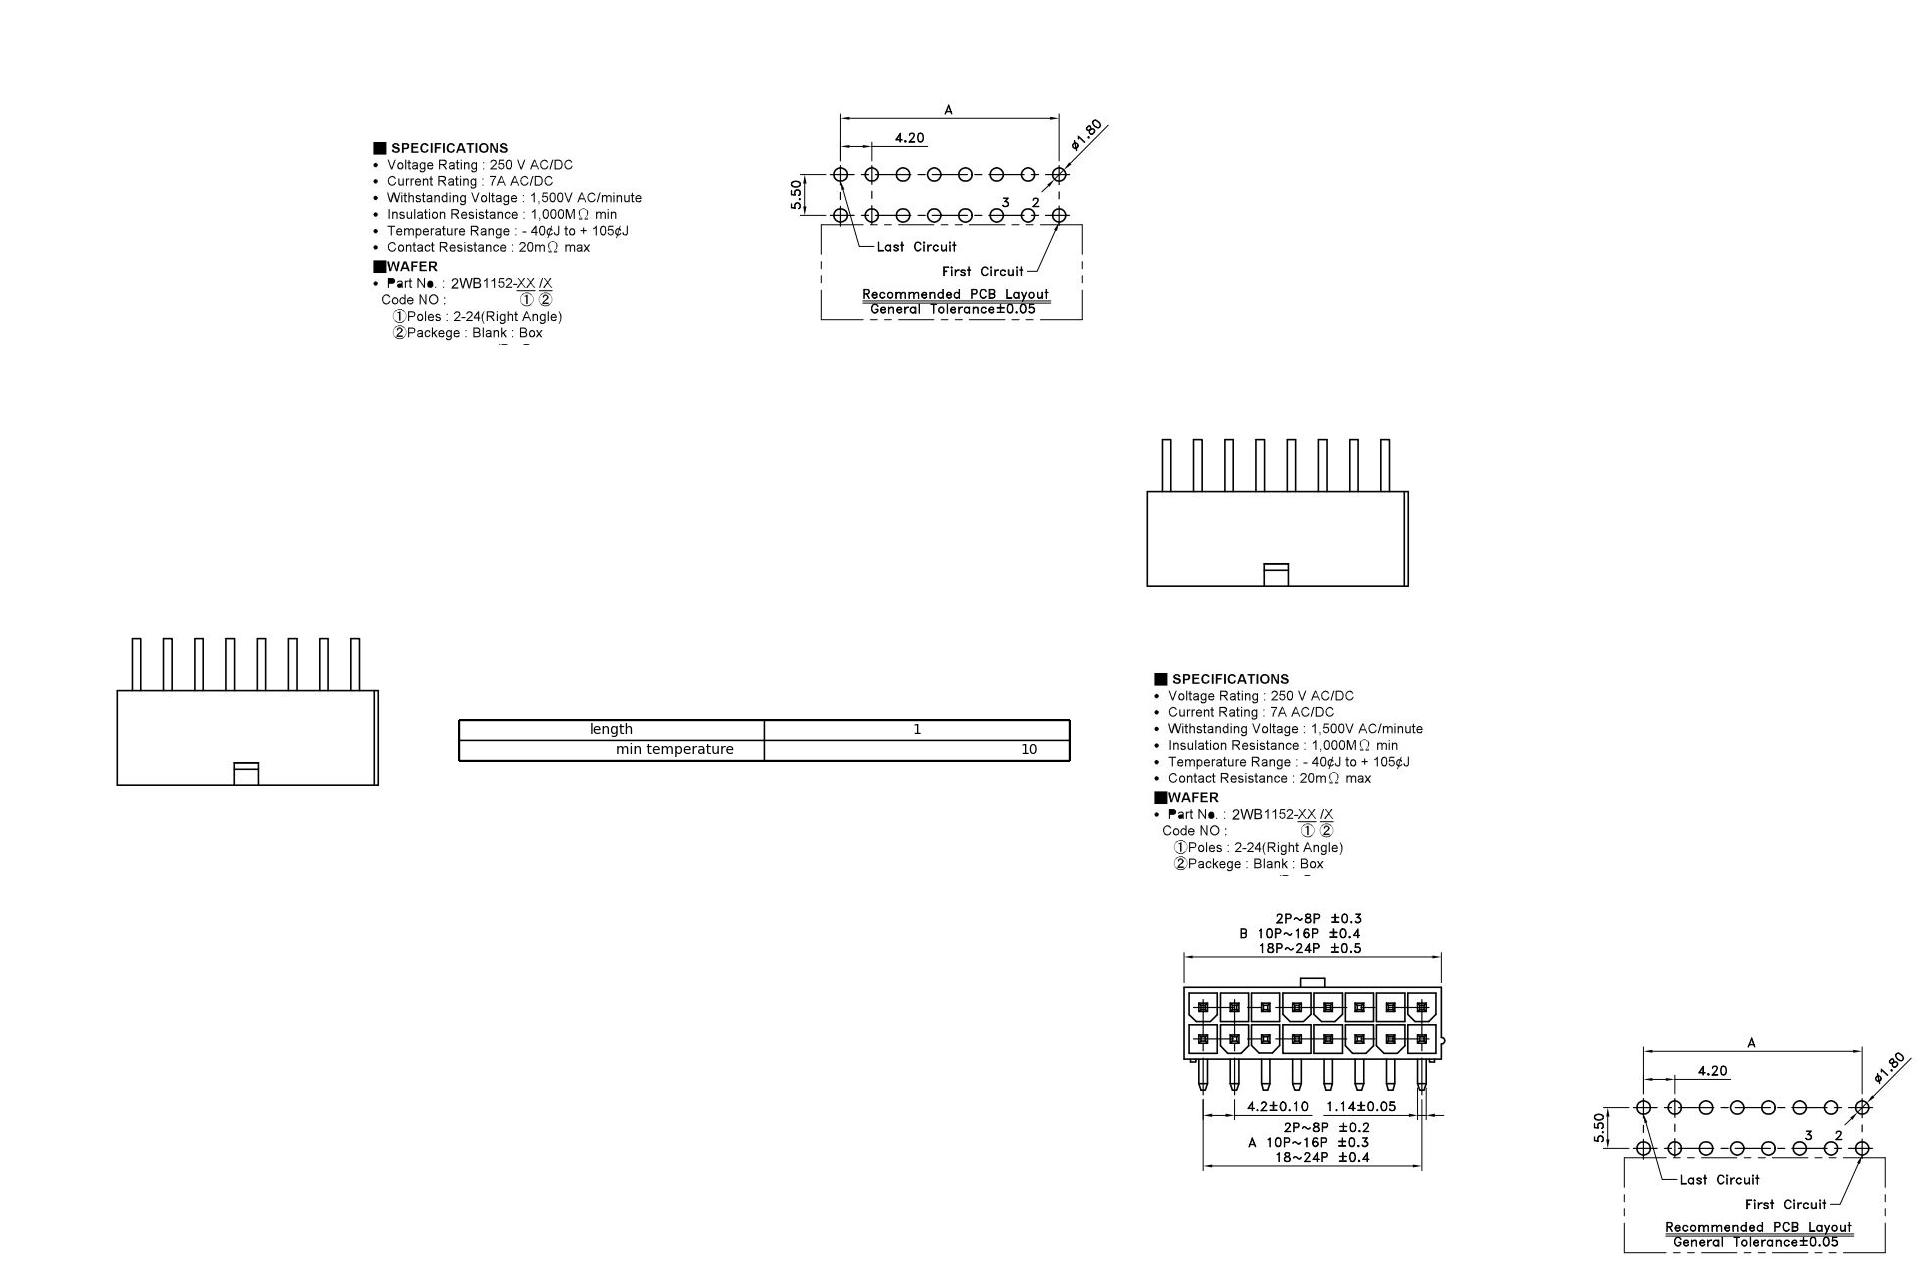 A
4.20
ø1.80
5.50
3 2
Last Circuit
First Circuit
Recommended PCB Layout
General Tolerance±0.05
■ SPECIFICATIONS
• Voltage Rating : 250 V AC/DC
• Current Rating : 7A AC/DC
• Withstanding Voltage : 1,500V AC/minute
• Insulation Resistance : 1,000MΩ min
• Temperature Range : - 40¢J to + 105¢J
• Contact Resistance : 20mΩ max
■WAFER
• Part No. : 2WB1152-XX /X
Code NO : ① ②
①Poles : 2-24(Right Angle)
②Packege : Blank : Box
length 1
min temperature 10
■ SPECIFICATIONS
• Voltage Rating : 250 V AC/DC
• Current Rating : 7A AC/DC
• Withstanding Voltage : 1,500V AC/minute
• Insulation Resistance : 1,000MΩ min
• Temperature Range : - 40¢J to + 105¢J
• Contact Resistance : 20mΩ max
■WAFER
• Part No. : 2WB1152-XX /X
Code NO : ① ②
①Poles : 2-24(Right Angle)
②Packege : Blank : Box
2P~8P ±0.3
B 10P~16P ±0.4
18P~24P ±0.5
4.2±0.10 1.14±0.05
2P~8P ±0.2
A 10P~16P ±0.3
18~24P ±0.4
A
4.20
ø1.80
5.50
3 2
Last Circuit
First Circuit
Recommended PCB Layout
General Tolerance±0.05